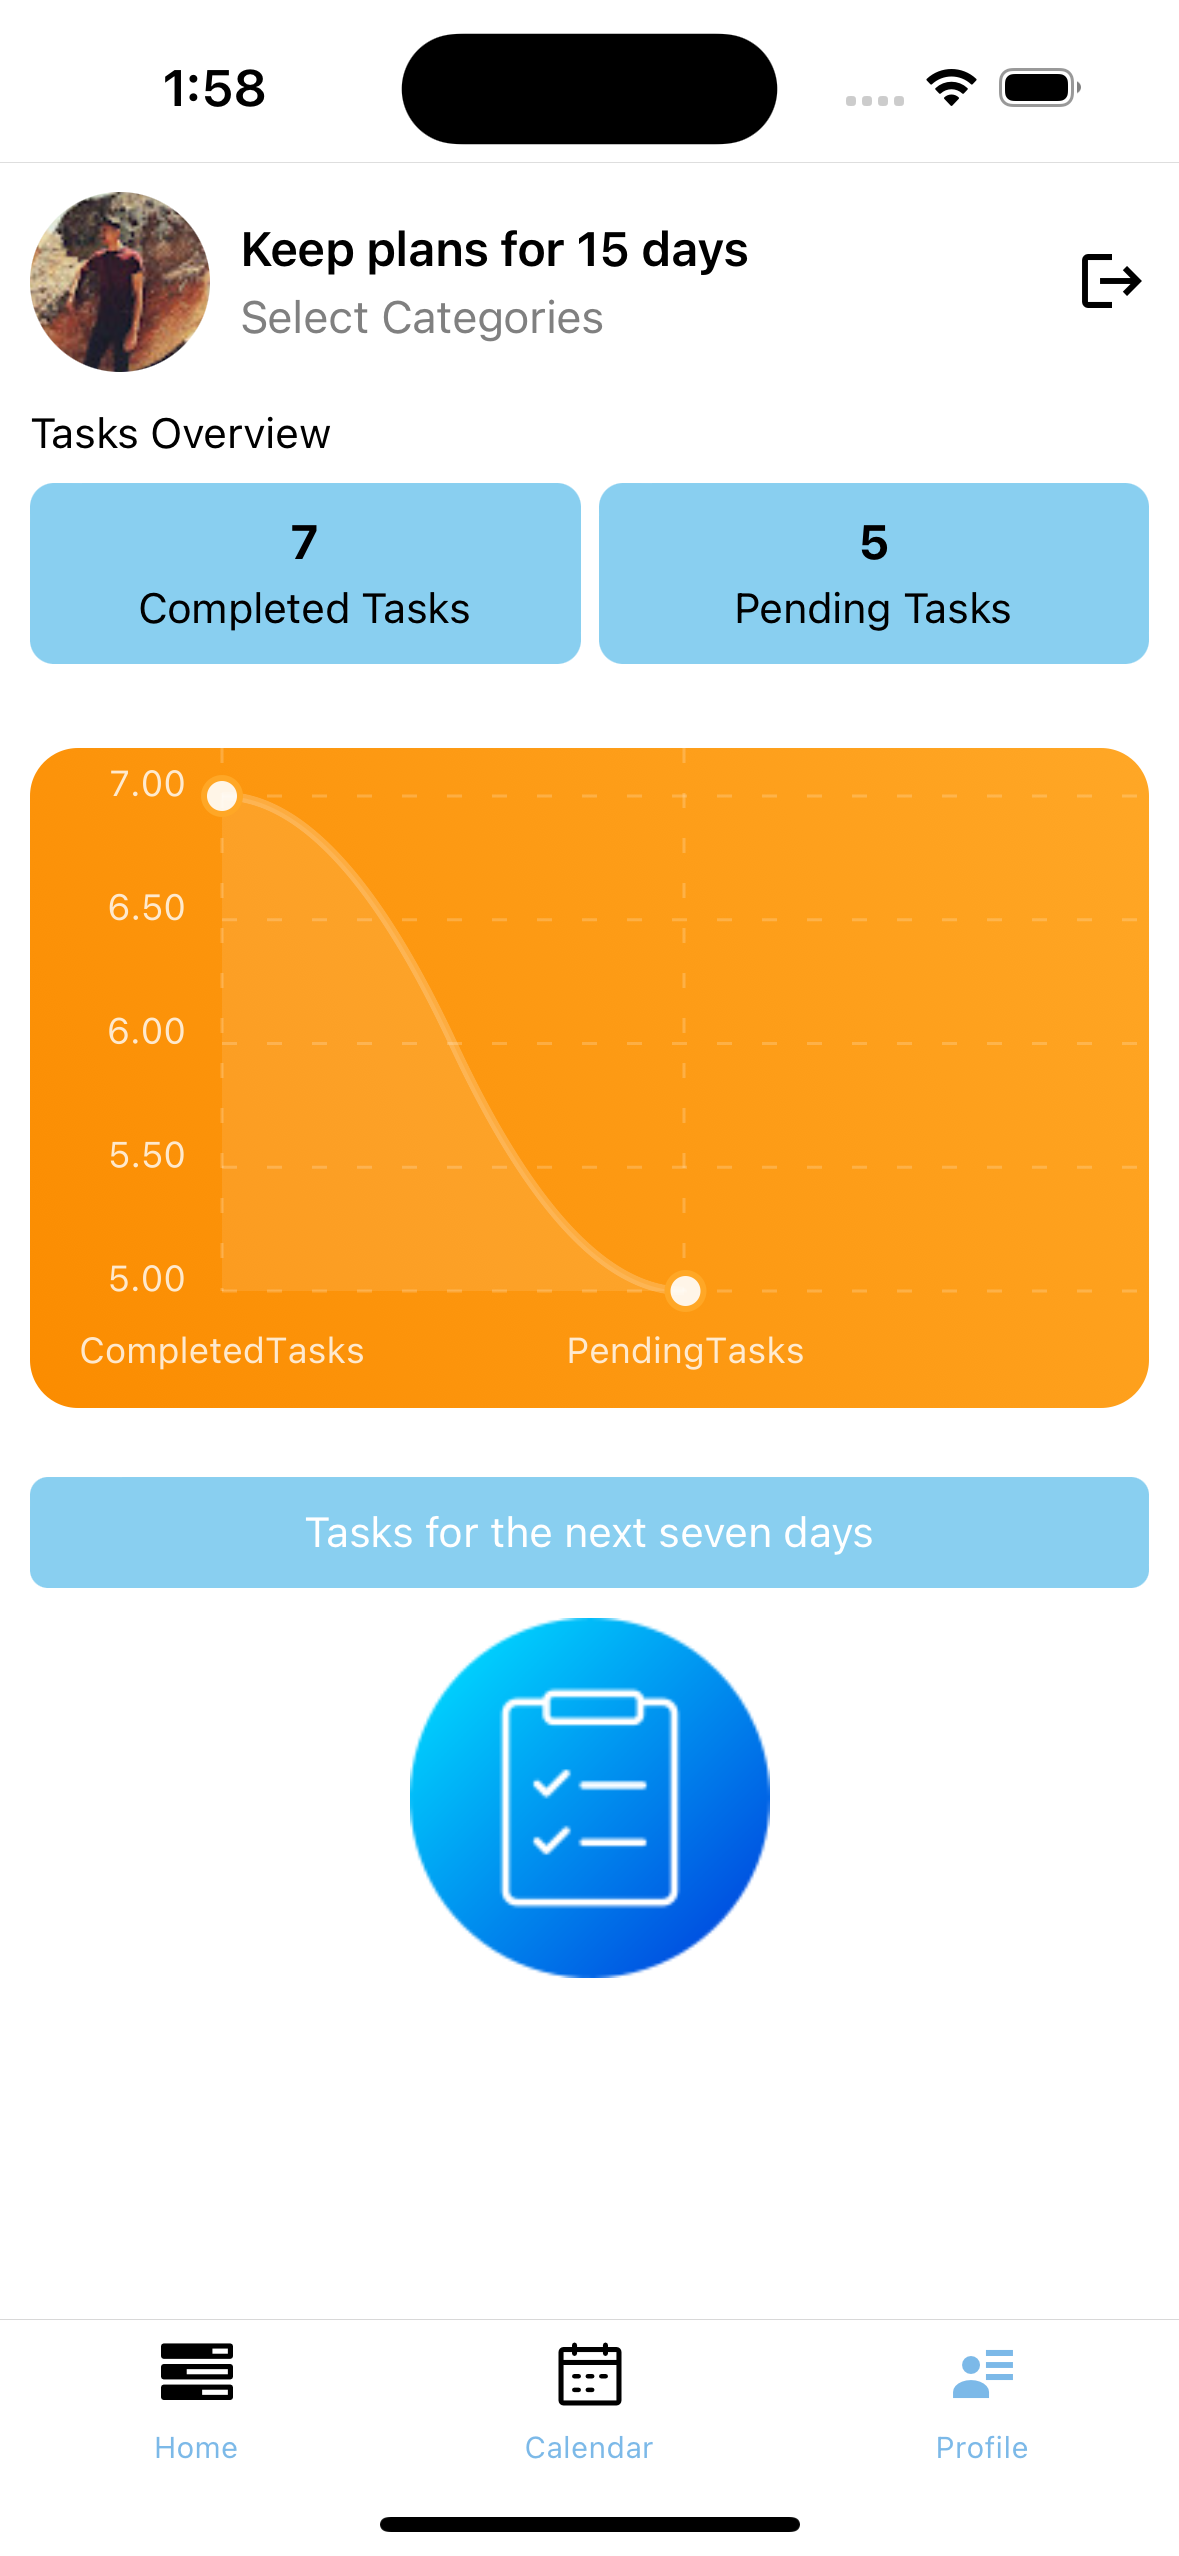 1:58
Keep plans for 15 days
Select Categories
Tasks Overview
7
Completed Tasks
5
Pending Tasks
7.00
6.50
6.00
5.50
5.00
CompletedTasks
PendingTasks
Tasks for the next seven days
Home
Calendar
Profile